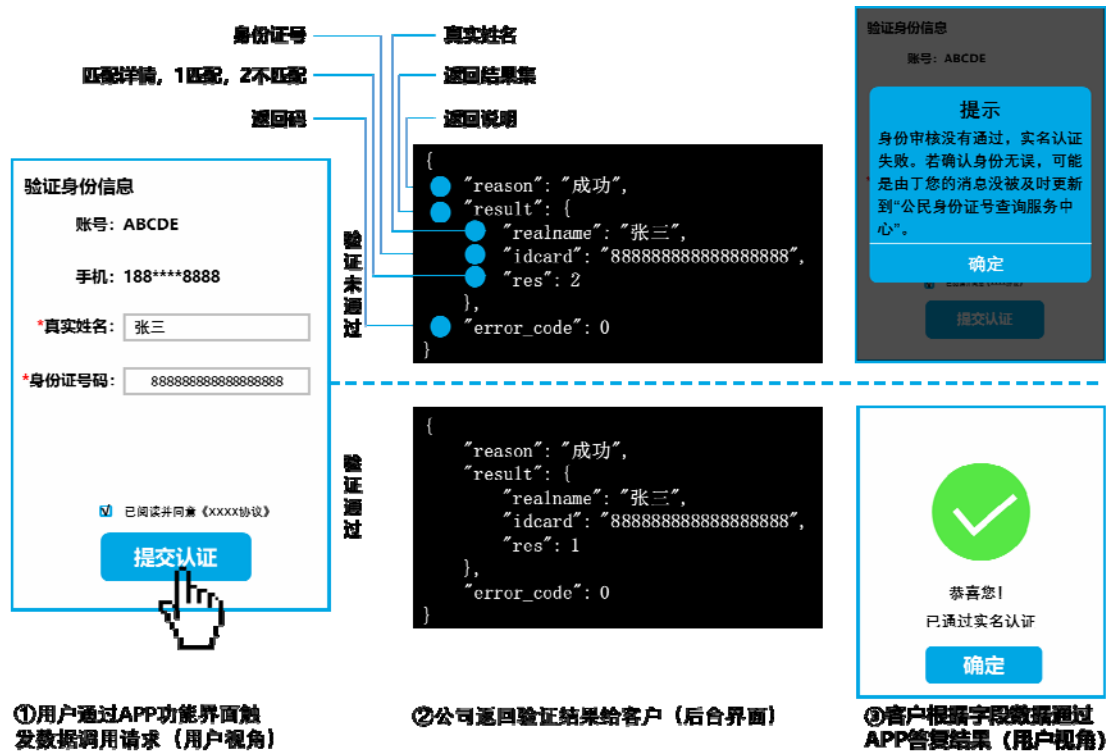 身份证号
真实姓名
匹配详情，1匹配，2不匹配
返回结果集
返回码
返回说明
验证身份信息
账号：ABCDE
手机：188****8888
*真实姓名：
张三
*身份证号码：
888888888888888888
已阅读并同意《XXXX协议》
提交认证
验证未通过
{
"reason": "成功",
"result": {
"realname": "张三",
"idcard": "888888888888888888",
"res": 2
},
"error_code": 0
}
验证身份信息
账号：ABCDE
提示
身份审核没有通过，实名认证
失败。若确认身份无误，可能
是由丁您的消息没被及时更新
到“公民身份证号查询服务中
心”。
确定
提交认证
验证通过
{
"reason": "成功",
"result": {
"realname": "张三",
"idcard": "888888888888888888",
"res": 1
},
"error_code": 0
}
恭喜您！
已通过实名认证
确定
①用户通过APP功能界面触
发数据调用请求（用户视角）
②公司返回验证结果给客户（后台界面）
③客户根据字段数据通过
APP答复结果（用户视角）